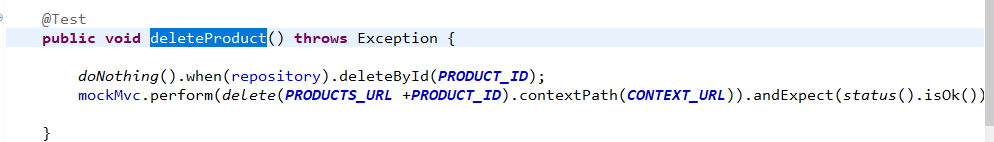 @Test
public void deleteProduct() throws Exception {
doNothing().when(repository).deleteById(PRODUCT_ID);
mockMvc.perform(delete(PRODUCTS_URL +PRODUCT_ID).contextPath(CONTEXT_URL)).andExpect(status().isOk())
}